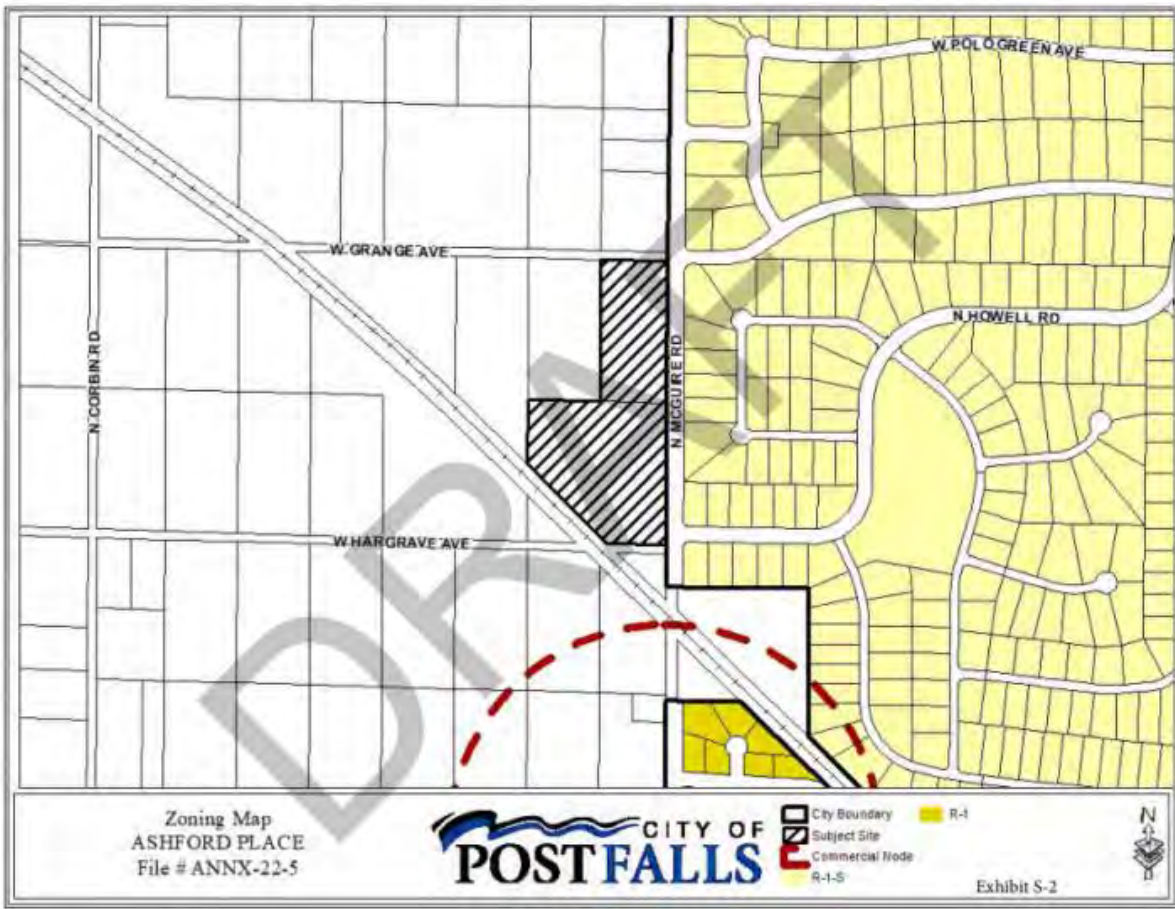 W. POLO GREEN AVE
W. GRANGE AVE
N. HOWELL RD
N. CORBIN RD
N. MCGUIRE RD
W. HARGRAVE AVE
DRAFT
Zoning Map
ASHFORD PLACE
File # ANNX-22-5
CITY OF
POST FALLS
City Boundary
Subject Site
Commercial Node
R-1-S
R-1
N
Exhibit S-2